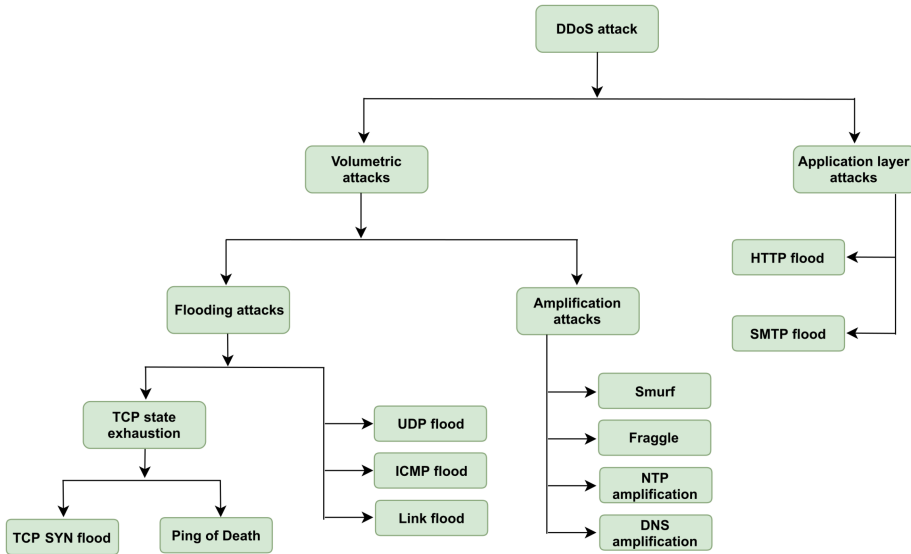 DDoS attack
Volumetric
attacks
Application layer
attacks
HTTP flood
SMTP flood
Flooding attacks
Amplification
attacks
TCP state
exhaustion
UDP flood
ICMP flood
Link flood
TCP SYN flood
Ping of Death
Smurf
Fraggle
NTP
amplification
DNS
amplification